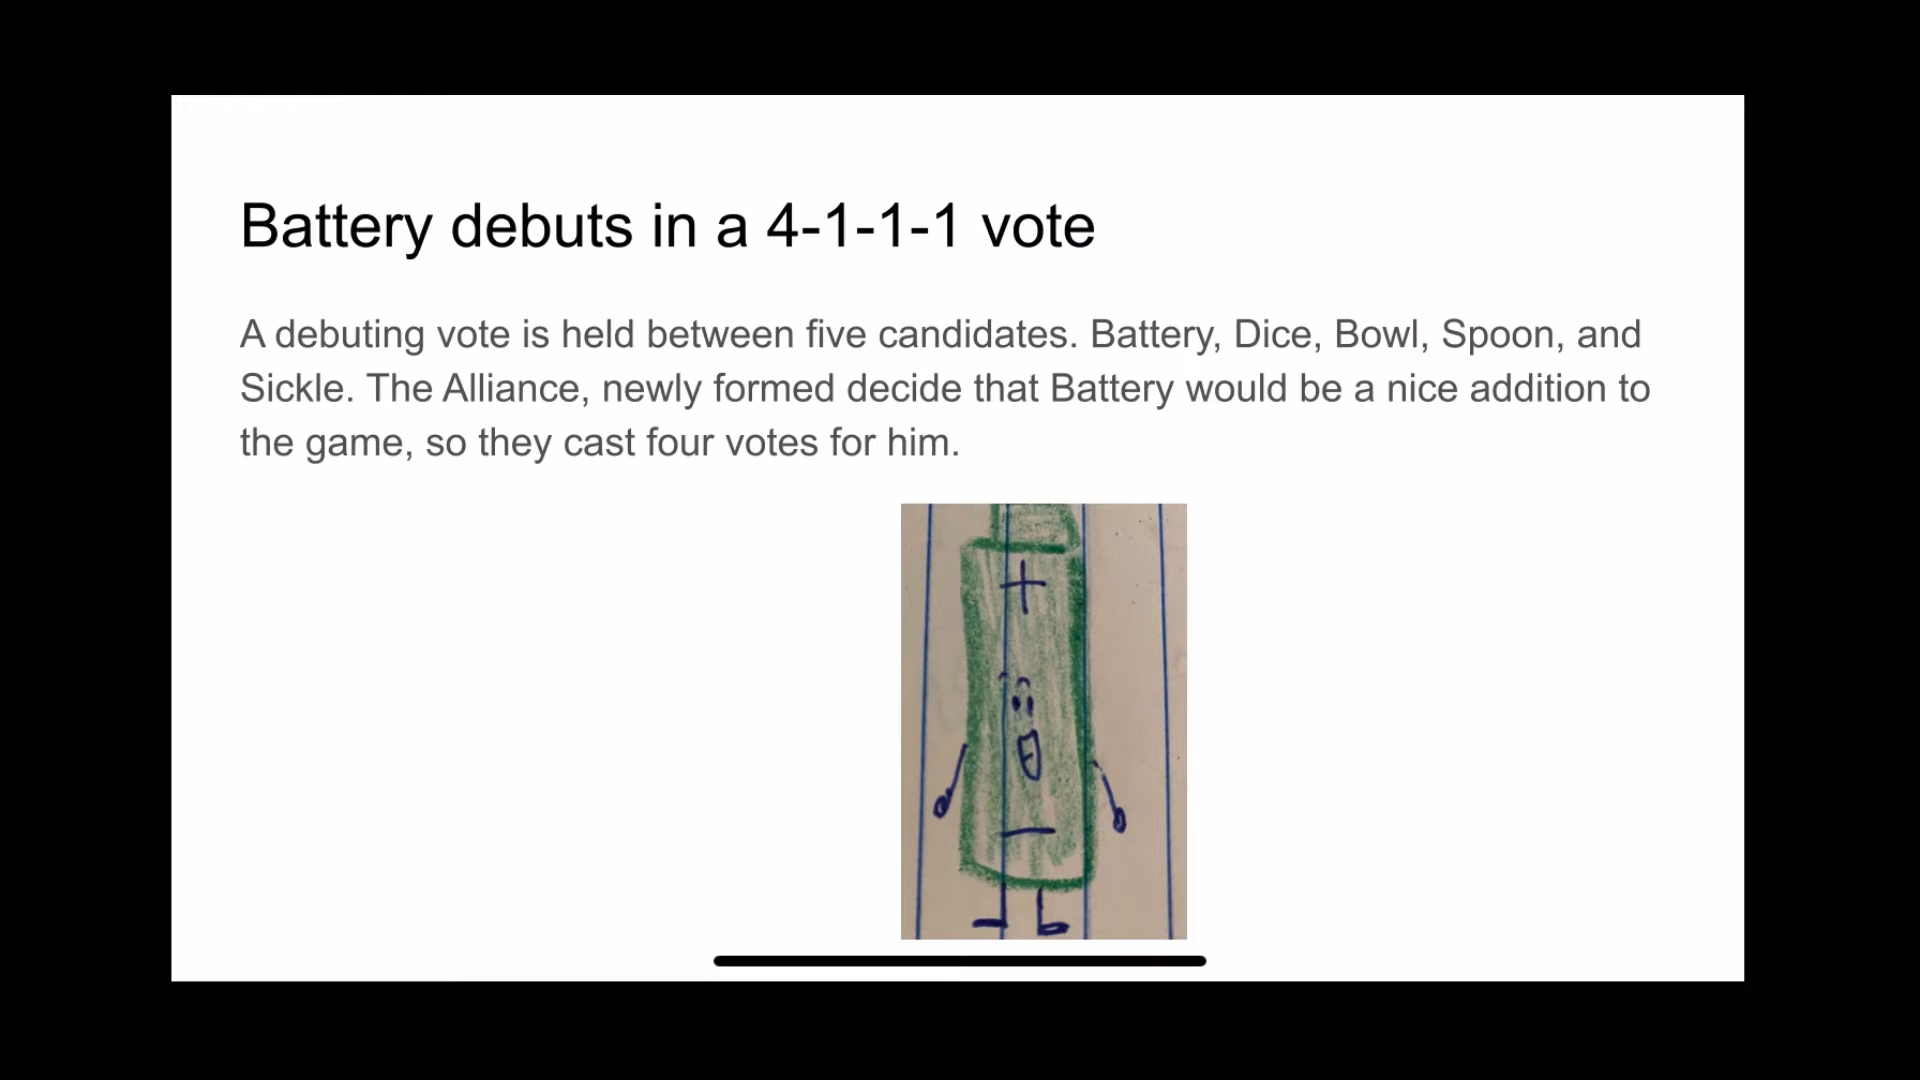 Battery debuts in a 4-1-1-1 vote
A debuting vote is held between five candidates. Battery, Dice, Bowl, Spoon, and
Sickle. The Alliance, newly formed decide that Battery would be a nice addition to
the game, so they cast four votes for him.
+
-